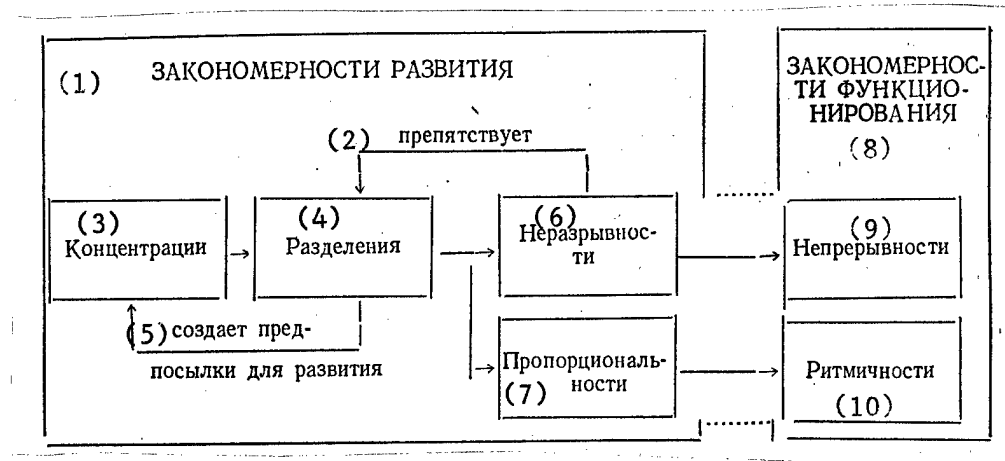 (1) ЗАКОНОМЕРНОСТИ РАЗВИТИЯ
ЗАКОНОМЕРНОС-
ТИ ФУНКЦИО-
НИРОВАНИЯ
(8)
(2) препятствует
(3)
Концентрации
(4)
Разделения
(6)
Неразрывнос-
ти
(9)
Непрерывности
(5) создает пред-
посылки для развития
Пропорциональ-
ности
(7)
Ритмичности
(10)